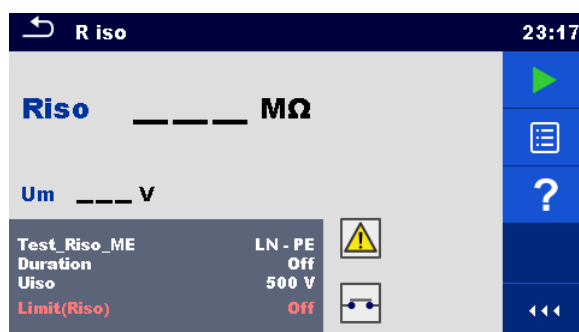 R iso 23:17
Riso ___ MΩ
Um ___ V
?
Test_Riso_ME LN - PE
Duration Off
Uiso 500 V
Limit(Riso) Off